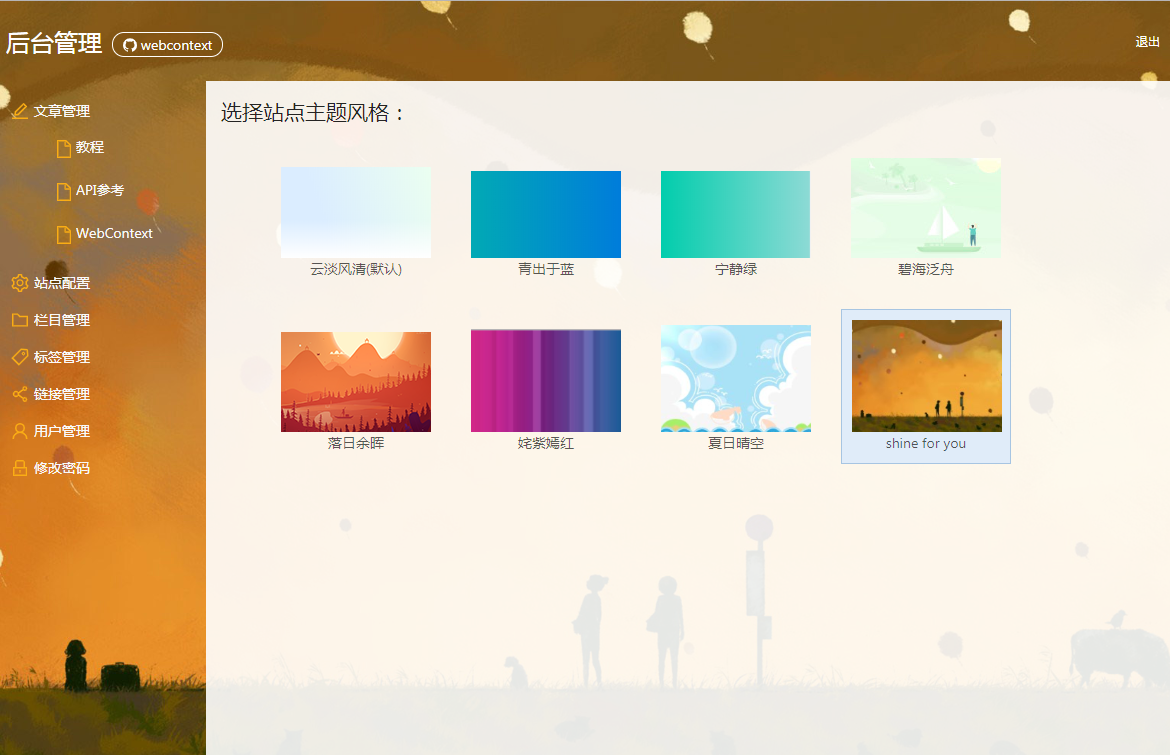 后台管理 webcontext
退出
文章管理
教程
API参考
WebContext
站点配置
栏目管理
标签管理
链接管理
用户管理
修改密码
选择站点主题风格：
云淡风清(默认) 青出于蓝 宁静绿 碧海泛舟
落日余晖 姹紫嫣红 夏日晴空 shine for you